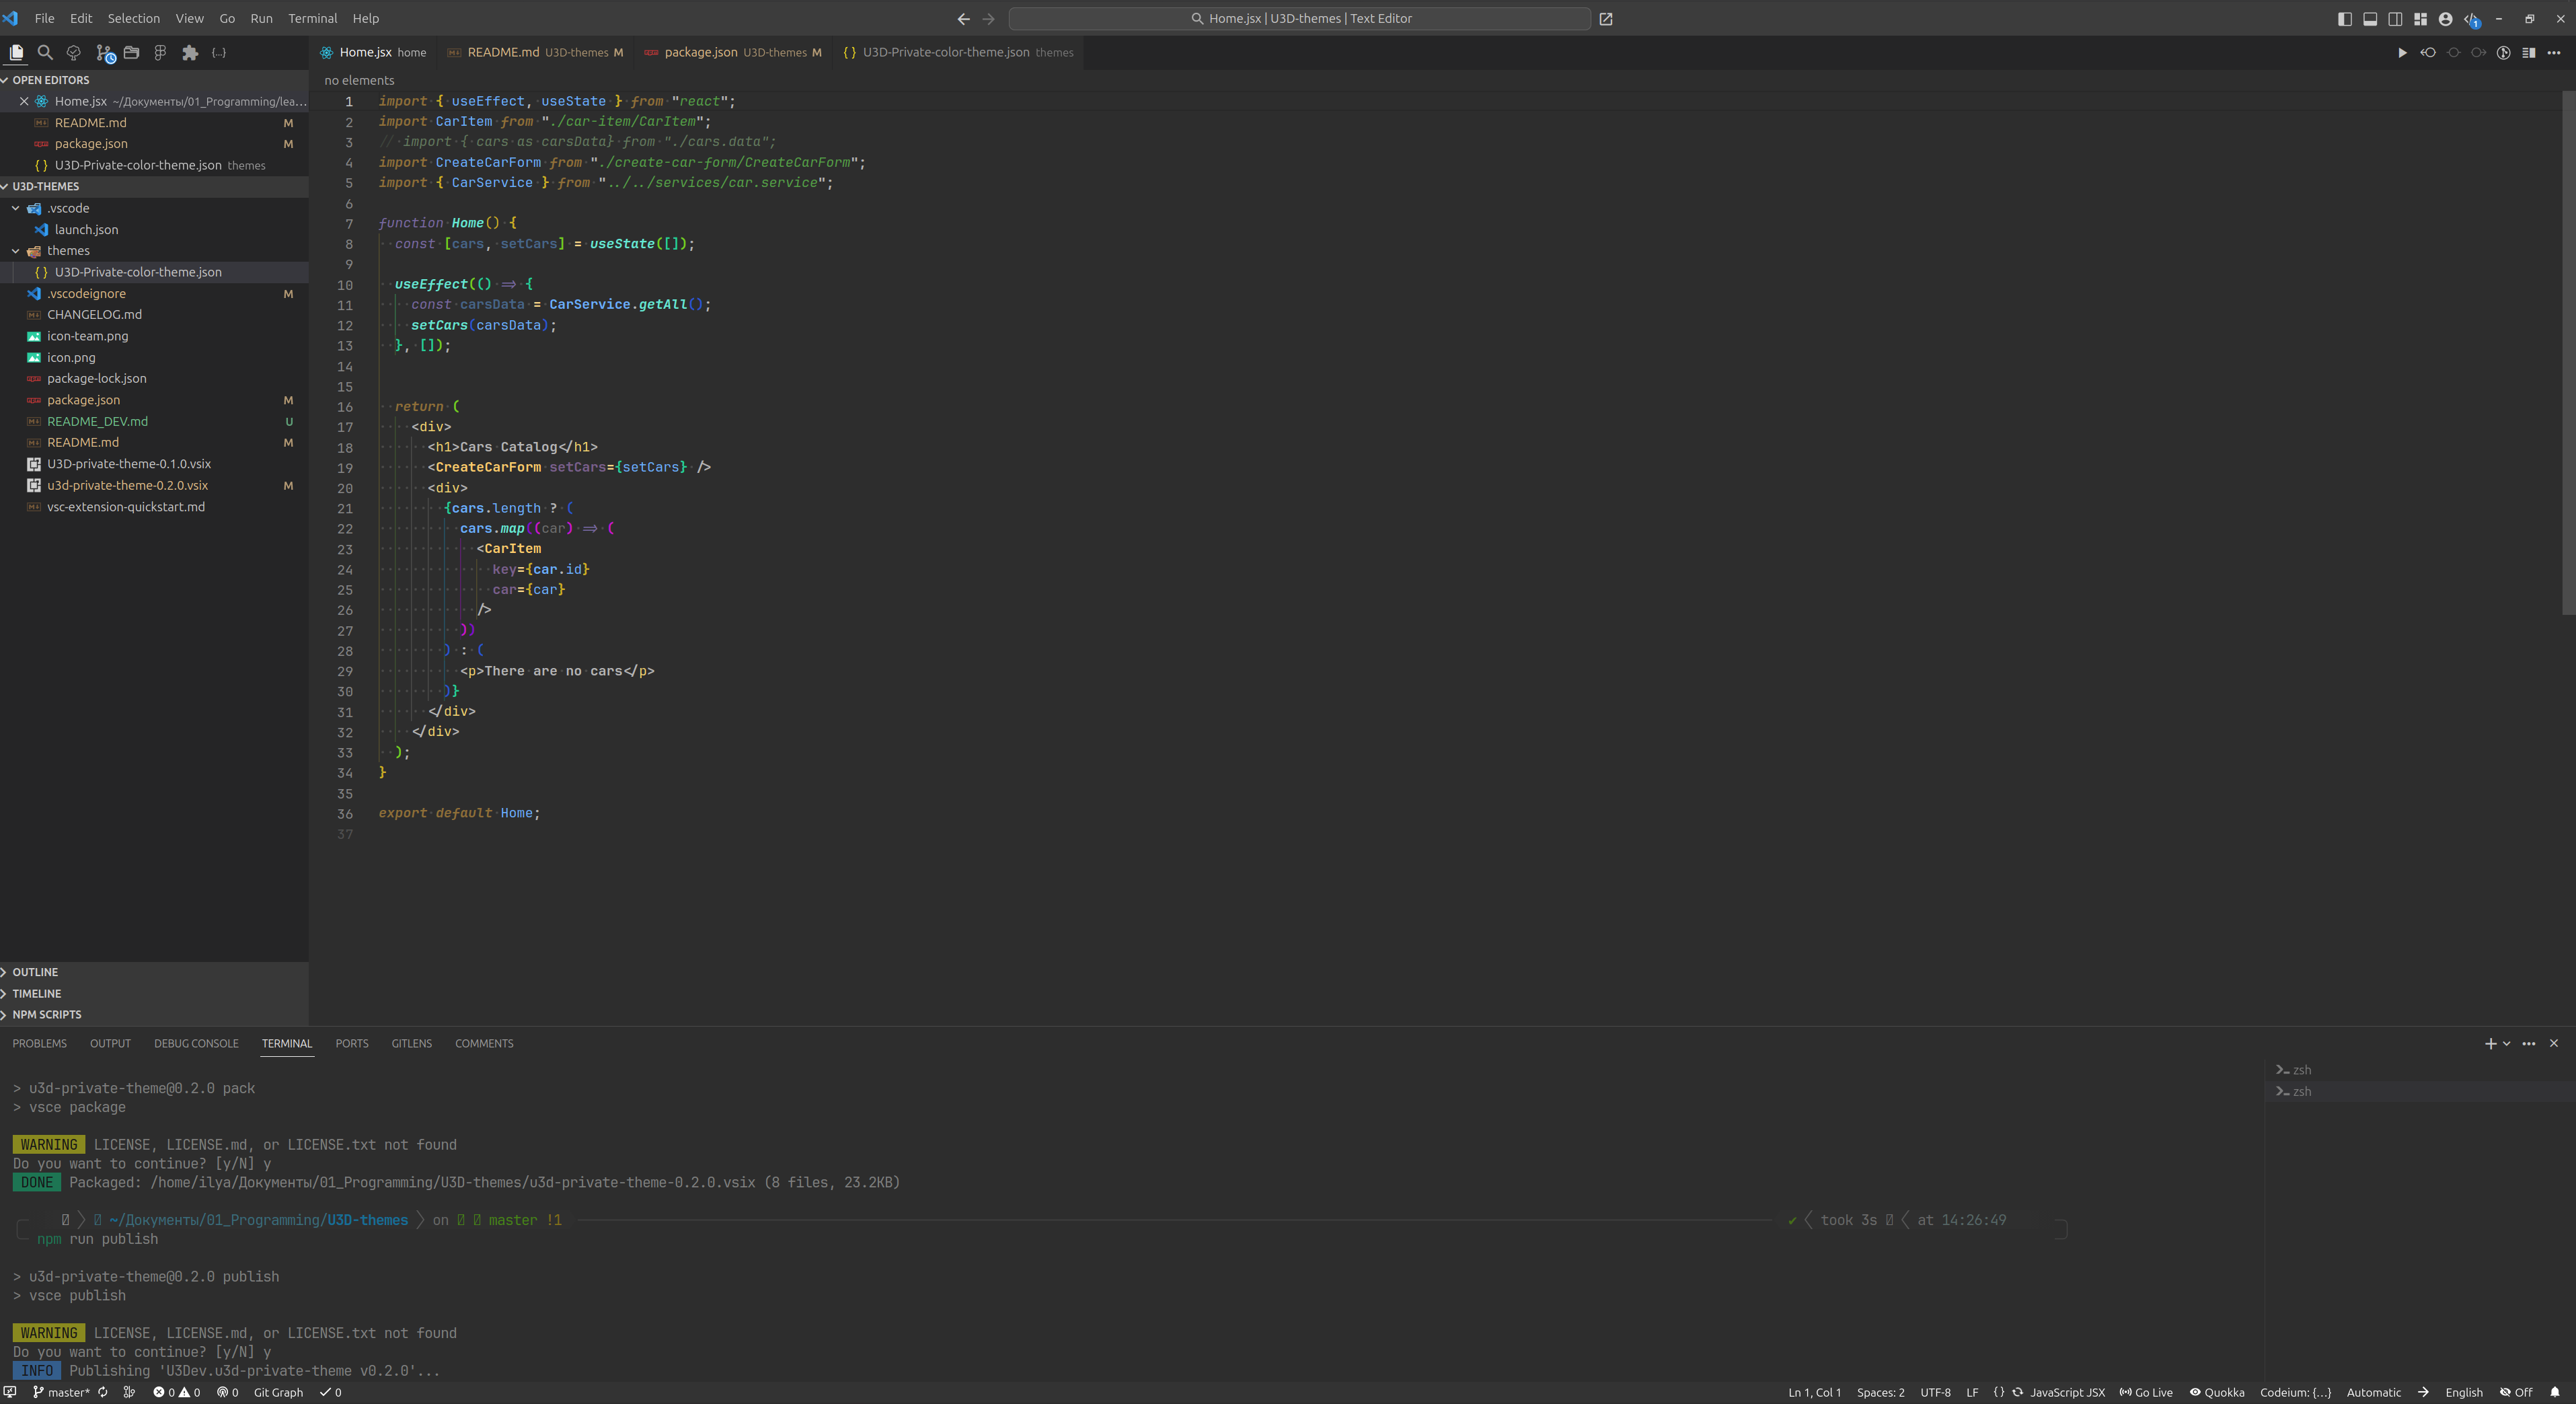 File Edit Selection View Go Run Terminal Help
Home.jsx | U3D-themes | Text Editor
1
{...}
Home.jsx home
README.md U3D-themes M
package.json U3D-themes M
{ } U3D-Private-color-theme.json themes
OPEN EDITORS
Home.jsx ~/Документы/01_Programming/lea...
README.md M
package.json M
{ } U3D-Private-color-theme.json themes
U3D-THEMES
.vscode
launch.json
themes
{ } U3D-Private-color-theme.json
.vscodeignore M
CHANGELOG.md
icon-team.png
icon.png
package-lock.json
package.json M
README_DEV.md U
README.md M
U3D-private-theme-0.1.0.vsix
u3d-private-theme-0.2.0.vsix M
vsc-extension-quickstart.md
OUTLINE
TIMELINE
NPM SCRIPTS
no elements
1 import { useEffect, useState } from "react";
2 import CarItem from "./car-item/CarItem";
3 // import { cars as carsData} from "./cars.data";
4 import CreateCarForm from "./create-car-form/CreateCarForm";
5 import { CarService } from "../../services/car.service";
6
7 function Home() {
8 const [cars, setCars] = useState([]);
9
10 useEffect(() => {
11 const carsData = CarService.getAll();
12 setCars(carsData);
13 }, []);
14
15
16 return (
17 <div>
18 <h1>Cars Catalog</h1>
19 <CreateCarForm setCars={setCars} />
20 <div>
21 {cars.length ? (
22 cars.map((car) => (
23 <CarItem
24 key={car.id}
25 car={car}
26 />
27 ))
28 ) : (
29 <p>There are no cars</p>
30 )}
31 </div>
32 </div>
33 );
34 }
35
36 export default Home;
37
PROBLEMS OUTPUT DEBUG CONSOLE TERMINAL PORTS GITLENS COMMENTS
> u3d-private-theme@0.2.0 pack
> vsce package
WARNING LICENSE, LICENSE.md, or LICENSE.txt not found
Do you want to continue? [y/N] y
DONE Packaged: /home/ilya/Документы/01_Programming/U3D-themes/u3d-private-theme-0.2.0.vsix (8 files, 23.2KB)
~/Документы/01_Programming/U3D-themes on master !1 ✔ took 3s at 14:26:49
npm run publish
> u3d-private-theme@0.2.0 publish
> vsce publish
WARNING LICENSE, LICENSE.md, or LICENSE.txt not found
Do you want to continue? [y/N] y
INFO Publishing 'U3Dev.u3d-private-theme v0.2.0'...
zsh
zsh
master* 0 0 0 Git Graph 0
Ln 1, Col 1 Spaces: 2 UTF-8 LF { } JavaScript JSX Go Live Quokka Codeium: {...} Automatic English Off